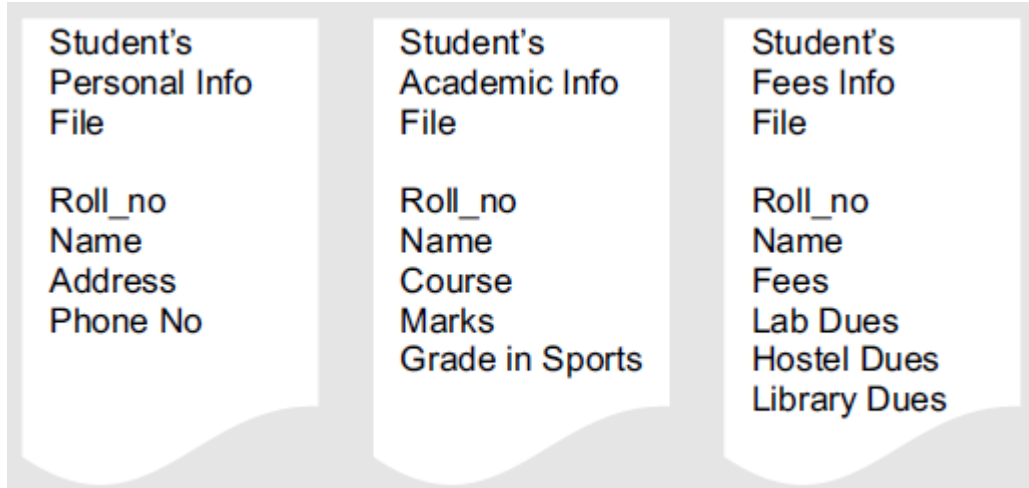 Student’s
Personal Info
File
Roll_no
Name
Address
Phone No
Student’s
Academic Info
File
Roll_no
Name
Course
Marks
Grade in Sports
Student’s
Fees Info
File
Roll_no
Name
Fees
Lab Dues
Hostel Dues
Library Dues